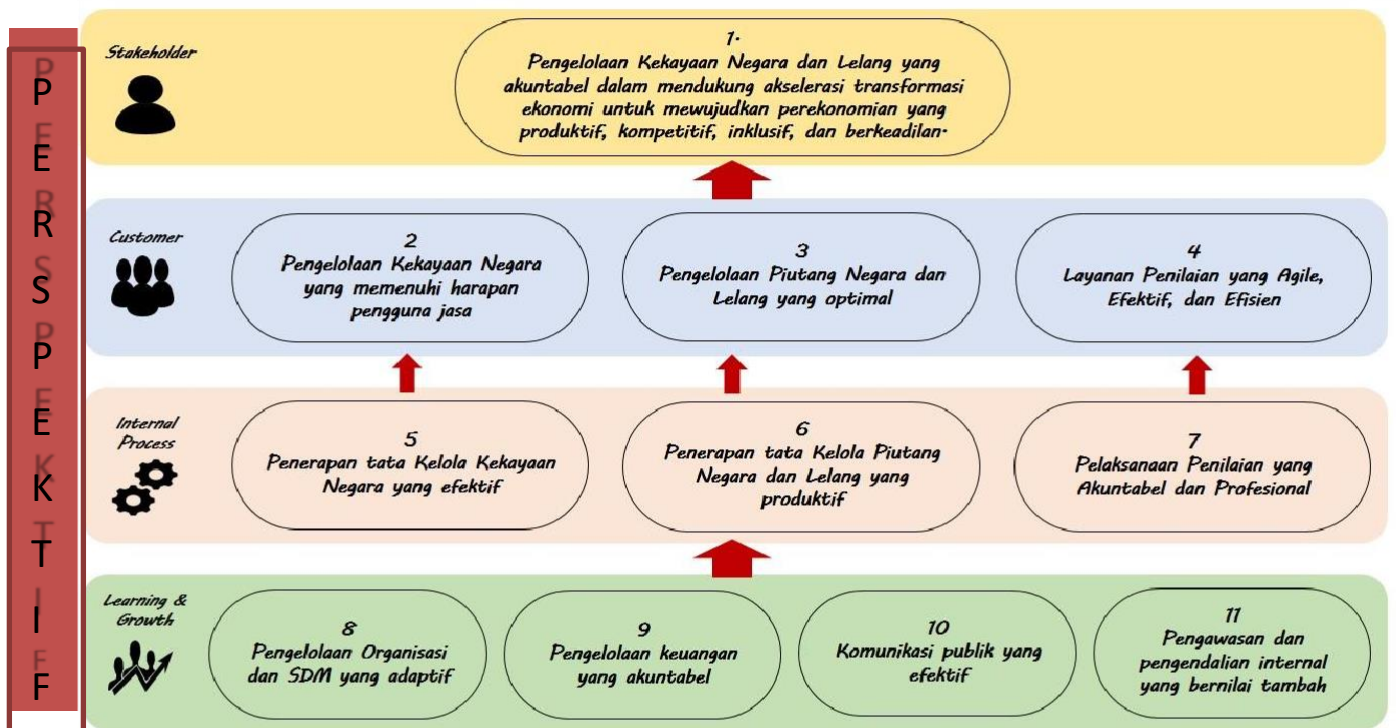 PERSPEKTIF
Stakeholder
1.
Pengelolaan Kekayaan Negara dan Lelang yang
akuntabel dalam mendukung akselerasi transformasi
ekonomi untuk mewujudkan perekonomian yang
produktif, kompetitif, inklusif, dan berkeadilan.
Customer
2
Pengelolaan Kekayaan Negara
yang memenuhi harapan
pengguna jasa
3
Pengelolaan Piutang Negara dan
Lelang yang optimal
4
Layanan Penilaian yang Agile,
Efektif, dan Efisien
Internal
Process
5
Penerapan tata Kelola Kekayaan
Negara yang efektif
6
Penerapan tata Kelola Piutang
Negara dan Lelang yang
produktif
7
Pelaksanaan Penilaian yang
Akuntabel dan Profesional
Learning &
Growth
8
Pengelolaan Organisasi
dan SDM yang adaptif
9
Pengelolaan keuangan
yang akuntabel
10
Komunikasi publik yang
efektif
11
Pengawasan dan
pengendalian internal
yang bernilai tambah